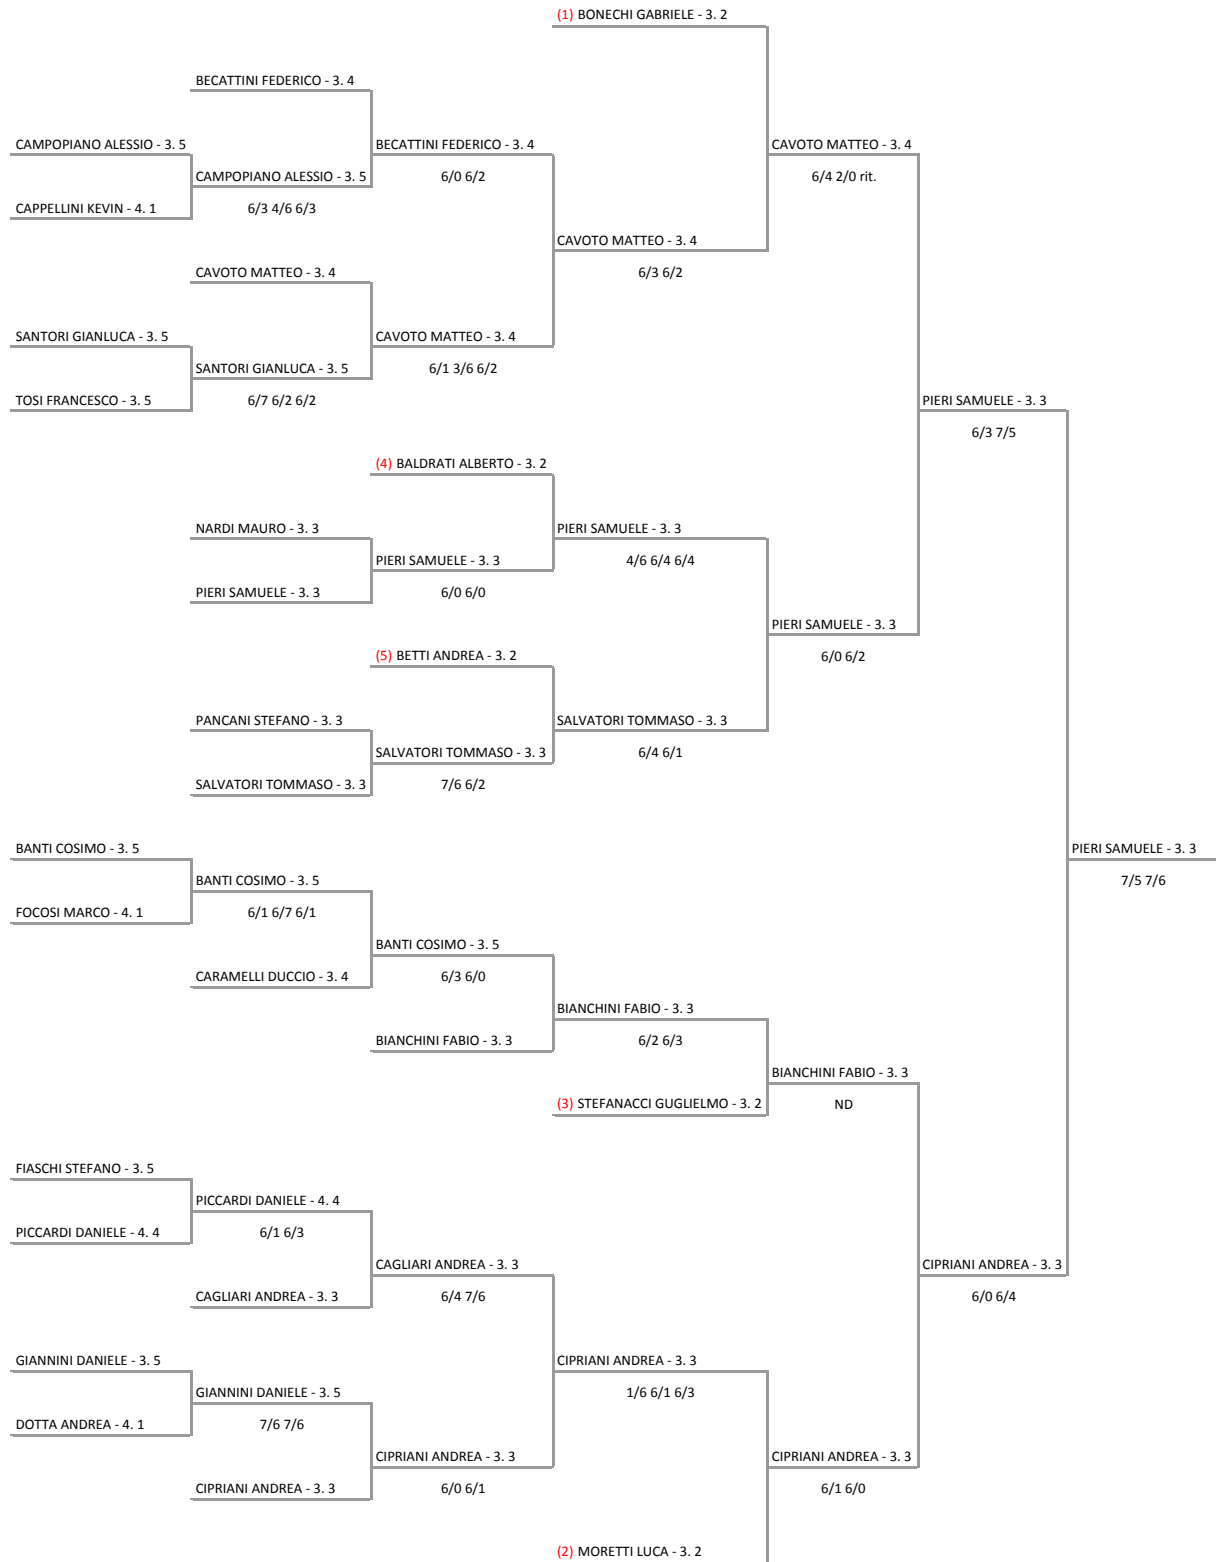 (1) BONECHI GABRIELE - 3. 2
BECATTINI FEDERICO - 3. 4
CAMPOPIANO ALESSIO - 3. 5
BECATTINI FEDERICO - 3. 4
CAVOTO MATTEO - 3. 4
CAMPOPIANO ALESSIO - 3. 5
6/0 6/2
6/4 2/0 rit.
CAPPELLINI KEVIN - 4. 1
6/3 4/6 6/3
CAVOTO MATTEO - 3. 4
CAVOTO MATTEO - 3. 4
6/3 6/2
SANTORI GIANLUCA - 3. 5
CAVOTO MATTEO - 3. 4
SANTORI GIANLUCA - 3. 5
6/1 3/6 6/2
TOSI FRANCESCO - 3. 5
6/7 6/2 6/2
PIERI SAMUELE - 3. 3
6/3 7/5
(4) BALDRATI ALBERTO - 3. 2
NARDI MAURO - 3. 3
PIERI SAMUELE - 3. 3
PIERI SAMUELE - 3. 3
4/6 6/4 6/4
PIERI SAMUELE - 3. 3
6/0 6/0
PIERI SAMUELE - 3. 3
(5) BETTI ANDREA - 3. 2
6/0 6/2
PANCANI STEFANO - 3. 3
SALVATORI TOMMASO - 3. 3
SALVATORI TOMMASO - 3. 3
6/4 6/1
SALVATORI TOMMASO - 3. 3
7/6 6/2
BANTI COSIMO - 3. 5
PIERI SAMUELE - 3. 3
BANTI COSIMO - 3. 5
7/5 7/6
FOCOSI MARCO - 4. 1
6/1 6/7 6/1
BANTI COSIMO - 3. 5
CARAMELLI DUCCIO - 3. 4
6/3 6/0
BIANCHINI FABIO - 3. 3
BIANCHINI FABIO - 3. 3
6/2 6/3
BIANCHINI FABIO - 3. 3
(3) STEFANACCI GUGLIELMO - 3. 2
ND
FIASCHI STEFANO - 3. 5
PICCARDI DANIELE - 4. 4
PICCARDI DANIELE - 4. 4
6/1 6/3
CAGLIARI ANDREA - 3. 3
CIPRIANI ANDREA - 3. 3
CAGLIARI ANDREA - 3. 3
6/4 7/6
6/0 6/4
GIANNINI DANIELE - 3. 5
CIPRIANI ANDREA - 3. 3
GIANNINI DANIELE - 3. 5
1/6 6/1 6/3
DOTTA ANDREA - 4. 1
7/6 7/6
CIPRIANI ANDREA - 3. 3
CIPRIANI ANDREA - 3. 3
CIPRIANI ANDREA - 3. 3
6/0 6/1
6/1 6/0
(2) MORETTI LUCA - 3. 2